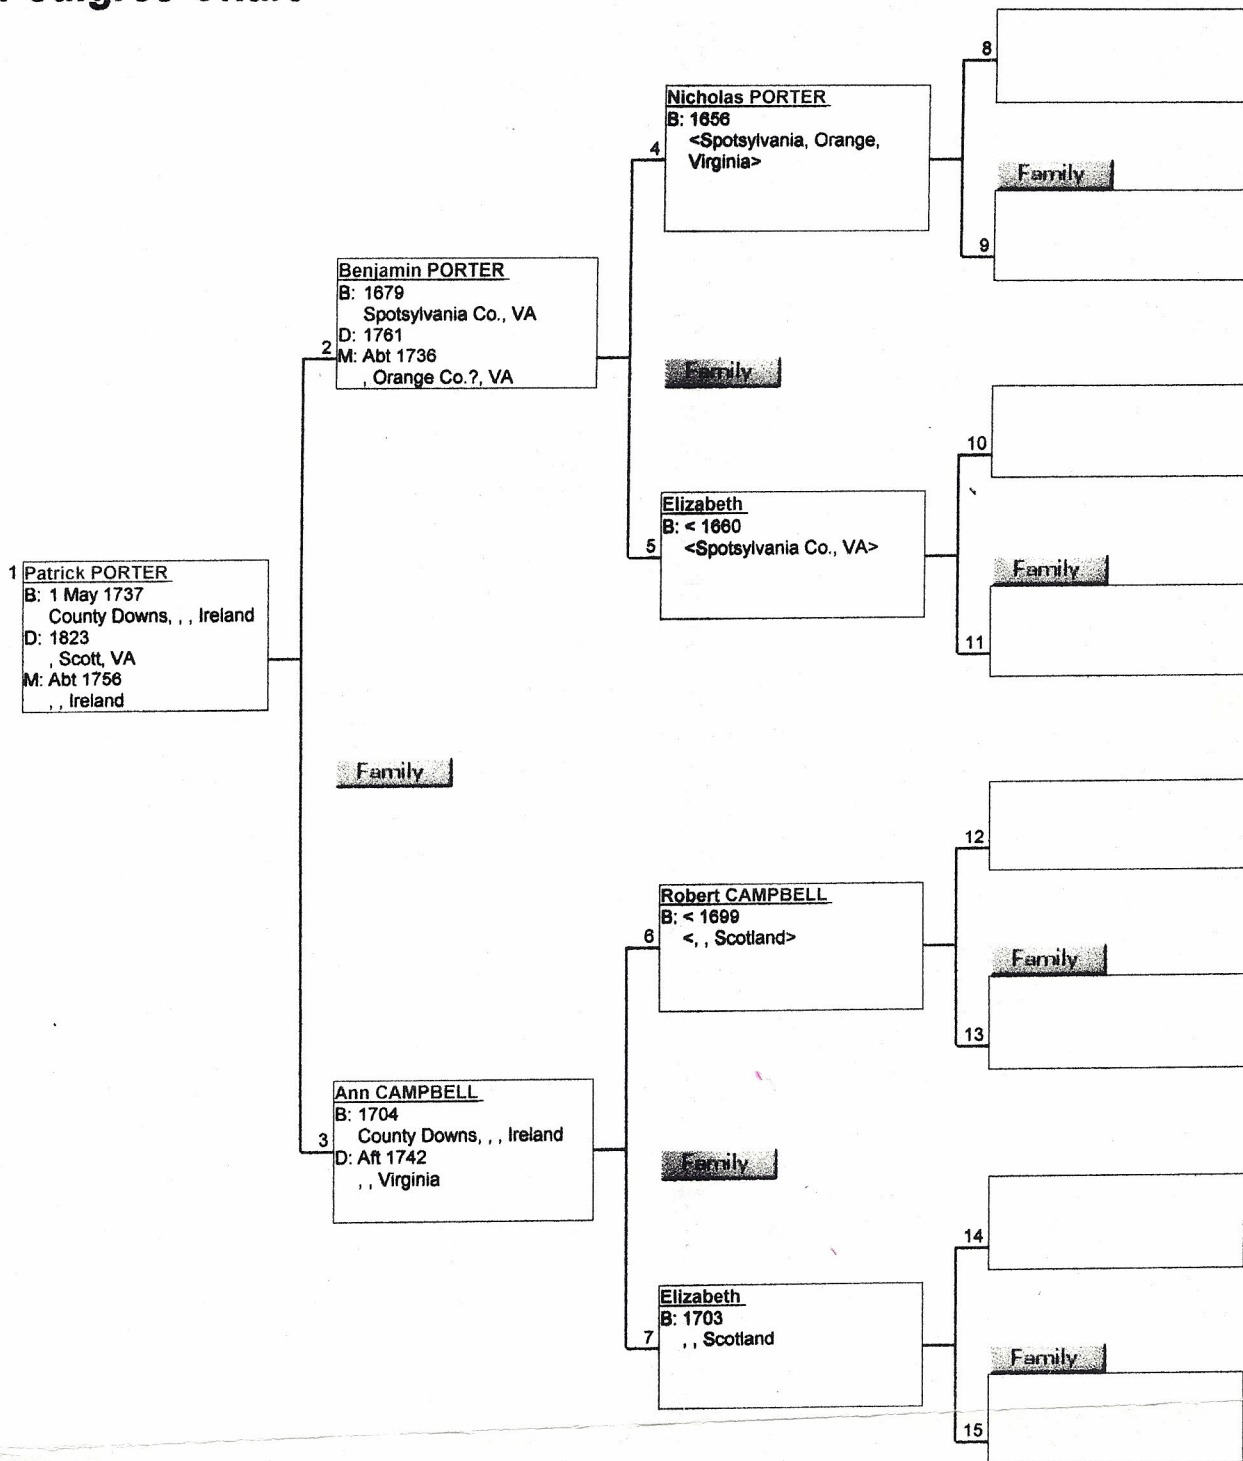 Pedigree Chart
1
Patrick PORTER
B: 1 May 1737
County Downs, , , Ireland
D: 1823
, Scott, VA
M: Abt 1756
, , Ireland
2
Benjamin PORTER
B: 1679
Spotsylvania Co., VA
D: 1761
M: Abt 1736
, Orange Co.?, VA
Family
3
Ann CAMPBELL
B: 1704
County Downs, , , Ireland
D: Aft 1742
, , Virginia
4
Nicholas PORTER
B: 1656
<Spotsylvania, Orange,
Virginia>
Family
5
Elizabeth
B: < 1660
<Spotsylvania Co., VA>
6
Robert CAMPBELL
B: < 1699
<, , Scotland>
Family
7
Elizabeth
B: 1703
, , Scotland
8
Family
9
10
Family
11
12
Family
13
14
Family
15